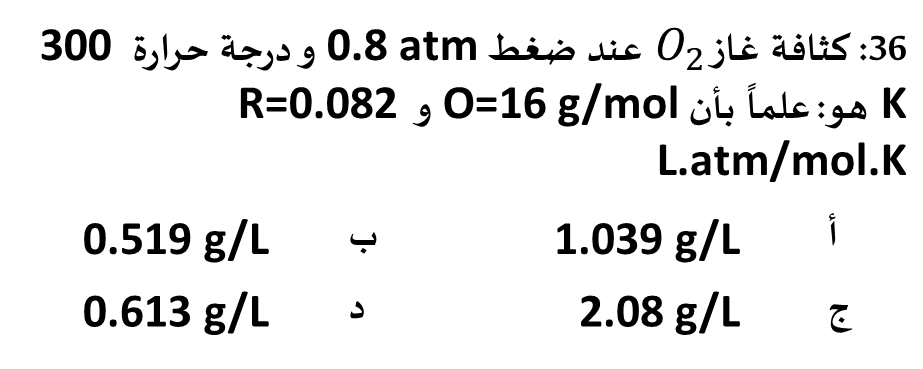 36: كثافة غاز O₂ عند ضغط 0.8 atm و درجة حرارة 300
K هو: علماً بأن O=16 g/mol و R=0.082
L.atm/mol.K
أ 1.039 g/L ب 0.519 g/L
ج 2.08 g/L د 0.613 g/L